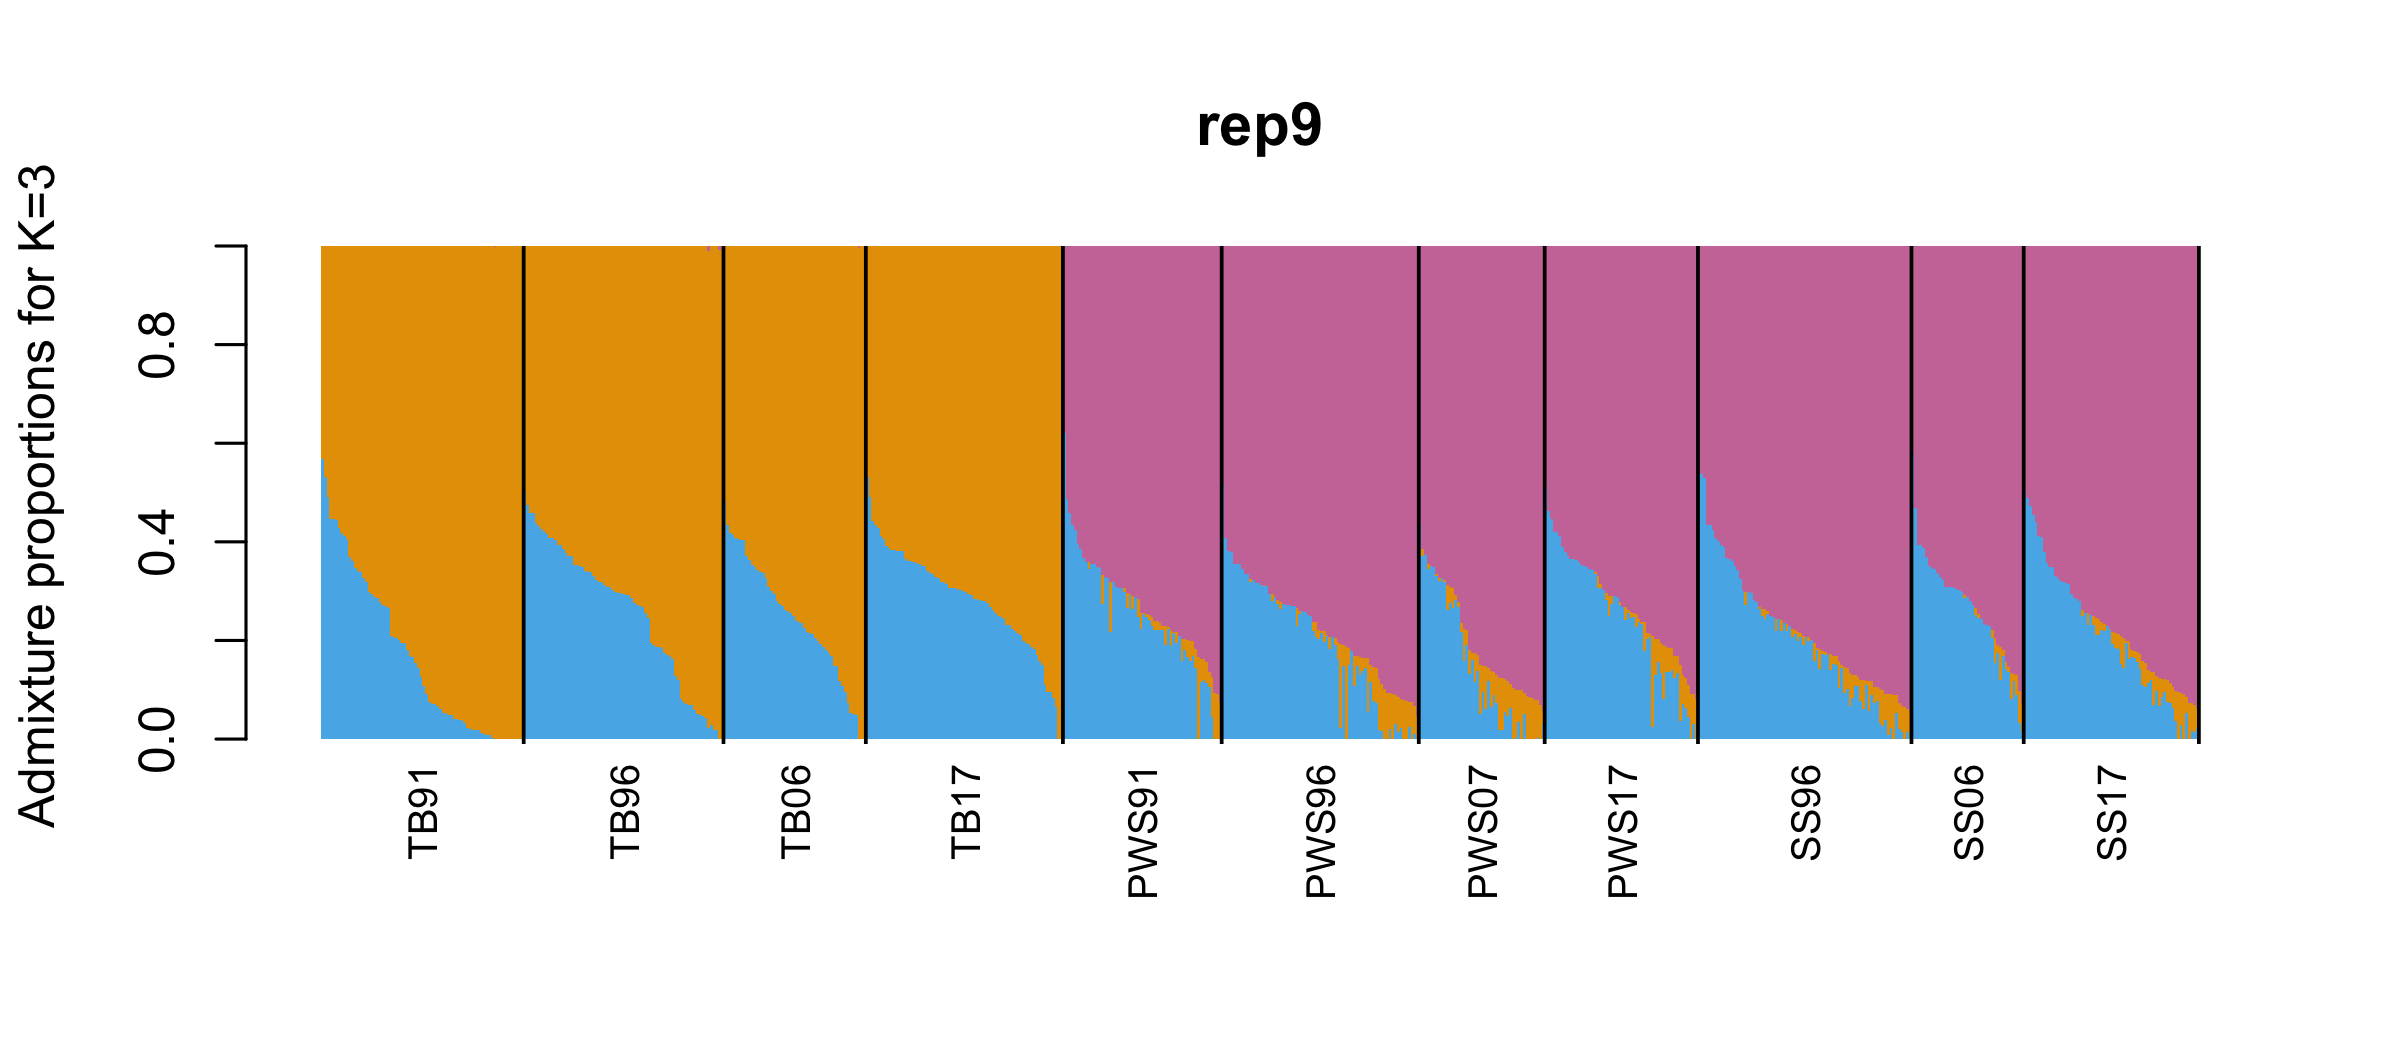 rep9
Admixture proportions for K=3
0.8
0.4
0.0
TB91
TB96
TB06
TB17
PWS91
PWS96
PWS07
PWS17
SS96
SS06
SS17